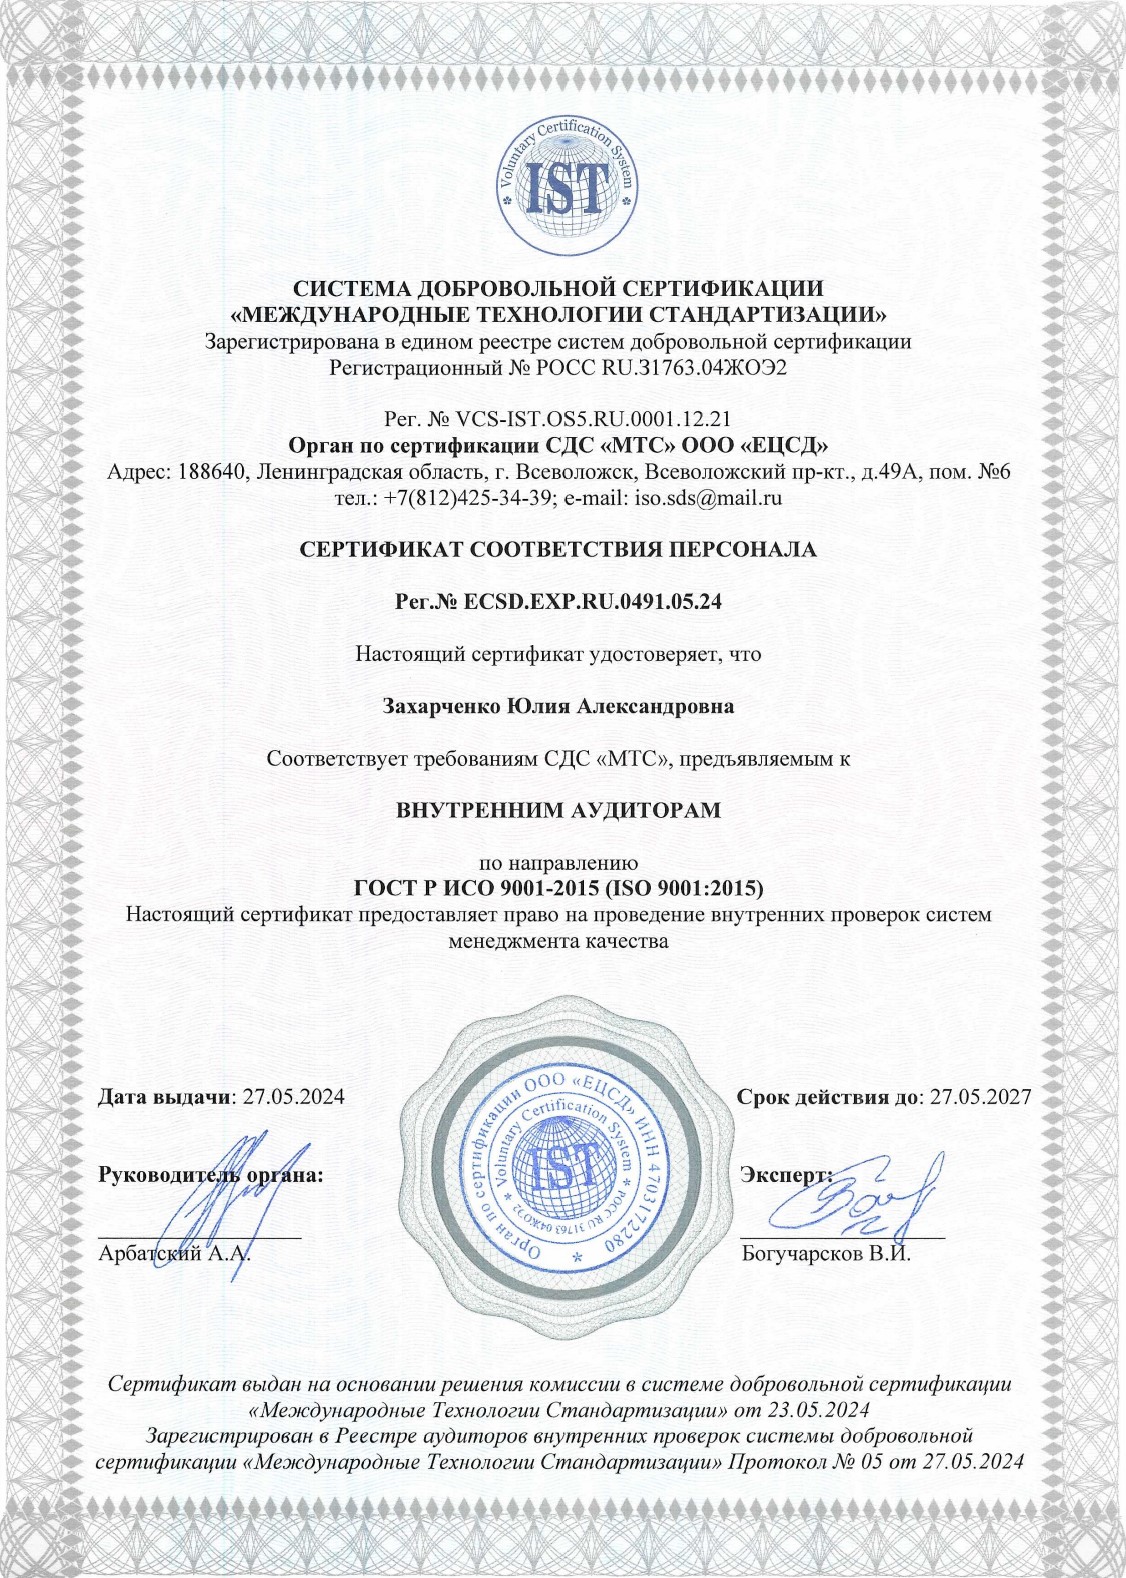 Voluntary Certification System
IST
СИСТЕМА ДОБРОВОЛЬНОЙ СЕРТИФИКАЦИИ
«МЕЖДУНАРОДНЫЕ ТЕХНОЛОГИИ СТАНДАРТИЗАЦИИ»
Зарегистрирована в едином реестре систем добровольной сертификации
Регистрационный № РОСС RU.31763.04ЖОЭ2
Рег. № VCS-IST.OS5.RU.0001.12.21
Орган по сертификации СДС «МТС» ООО «ЕЦСД»
Адрес: 188640, Ленинградская область, г. Всеволожск, Всеволожский пр-кт., д.49А, пом. №6
тел.: +7(812)425-34-39; e-mail: iso.sds@mail.ru
СЕРТИФИКАТ СООТВЕТСТВИЯ ПЕРСОНАЛА
Рег.№ ECSD.EXP.RU.0491.05.24
Настоящий сертификат удостоверяет, что
Захарченко Юлия Александровна
Соответствует требованиям СДС «МТС», предъявляемым к
ВНУТРЕННИМ АУДИТОРАМ
по направлению
ГОСТ Р ИСО 9001-2015 (ISO 9001:2015)
Настоящий сертификат предоставляет право на проведение внутренних проверок систем
менеджмента качества
Дата выдачи: 27.05.2024
Срок действия до: 27.05.2027
Орган по сертификации ООО «ЕЦСД» ИНН 4703172280
Voluntary Certification System
РОСС RU 31763 04ЖОЭ2
IST
Руководитель органа:
Эксперт:
Арбатский А.А.
Богучарсков В.И.
Сертификат выдан на основании решения комиссии в системе добровольной сертификации
«Международные Технологии Стандартизации» от 23.05.2024
Зарегистрирован в Реестре аудиторов внутренних проверок системы добровольной
сертификации «Международные Технологии Стандартизации» Протокол № 05 от 27.05.2024